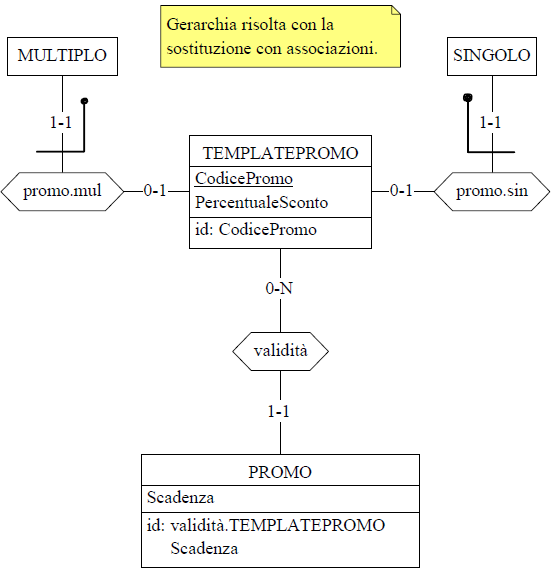 Gerarchia risolta con la
sostituzione con associazioni.
MULTIPLO
SINGOLO
1-1
1-1
promo.mul
0-1
TEMPLATEPROMO
CodicePromo
PercentualeSconto
id: CodicePromo
0-1
promo.sin
0-N
validità
1-1
PROMO
Scadenza
id: validità.TEMPLATEPROMO
Scadenza